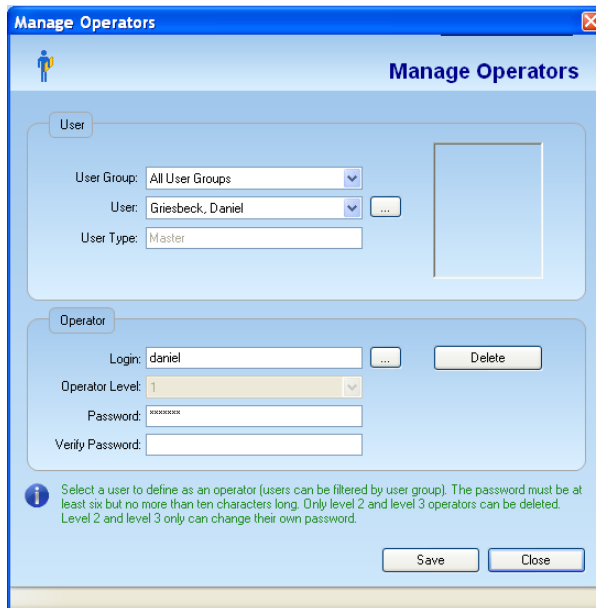 Manage Operators
Manage Operators
User
User Group: All User Groups
User: Griesbeck, Daniel ...
User Type: Master
Operator
Login: daniel ... Delete
Operator Level: 1
Password: *******
Verify Password:
Select a user to define as an operator (users can be filtered by user group). The password must be at
least six but no more than ten characters long. Only level 2 and level 3 operators can be deleted.
Level 2 and level 3 only can change their own password.
Save Close